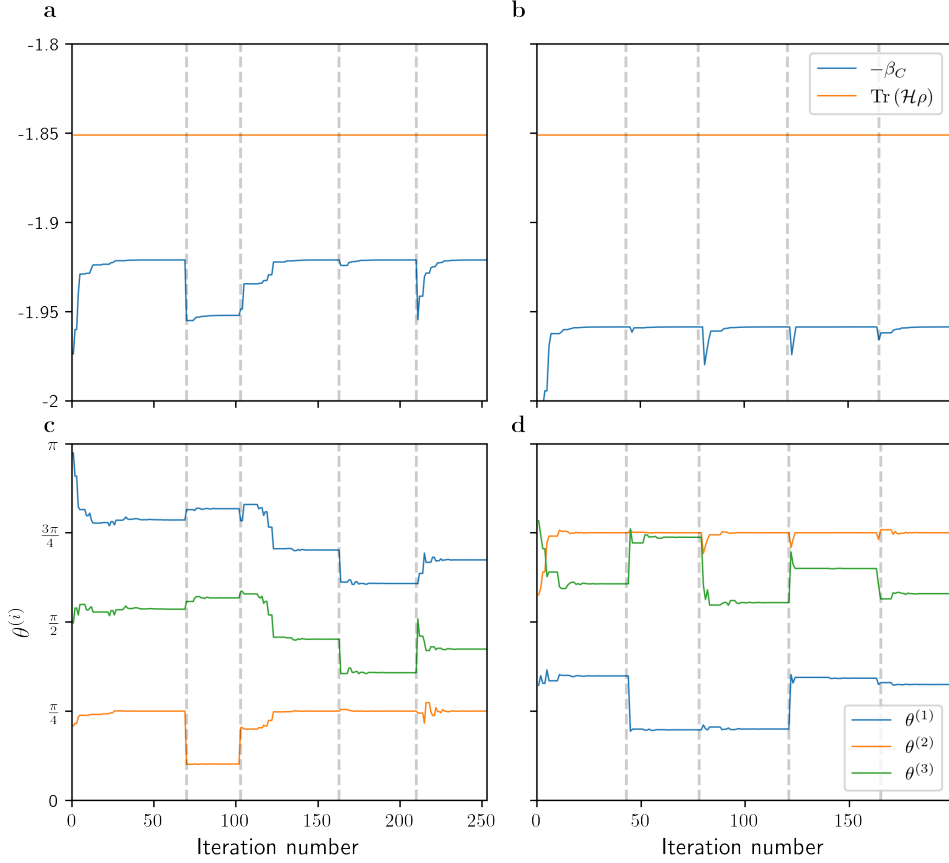 a
b
-1.8
-1.85
-1.9
-1.95
-2
−β_C
Tr (ℋρ)
c
d
π
3π/4
π/2
π/4
0
θ^(i)
0 50 100 150 200 250
Iteration number
0 50 100 150
Iteration number
θ^(1)
θ^(2)
θ^(3)